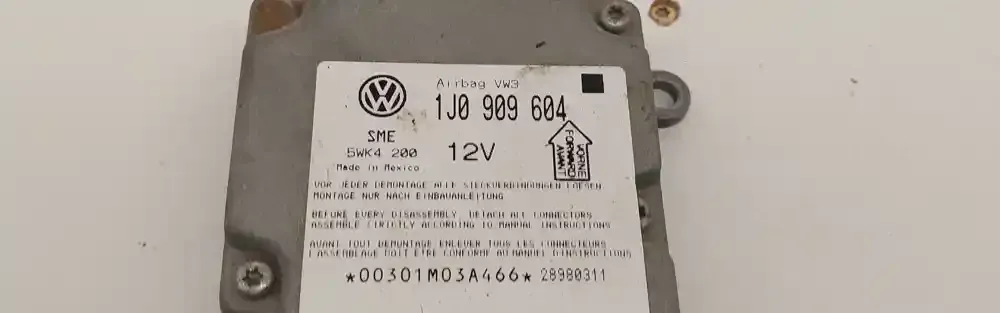 Airbag VW3
1J0 909 604
SME
5WK4 200
12V
Made in Mexico
VORNE
FORWARD
AVANT
VOR JEDER DEMONTAGE ALLE STECKVERBINDUNGEN LOESEN
MONTAGE NUR NACH EINBAUANLEITUNG
BEFORE EVERY DISASSEMBLY, DETACH ALL CONNECTORS
ASSEMBLE STRICTLY ACCORDING TO MANUAL INSTRUCTIONS
AVANT TOUT DEMONTAGE ENLEVER TOUS LES CONNECTEURS
L'ASSEMBLAGE DOIT ETRE CONFORME AU MANUEL D'INSTRUCTIONS
*00301M03A466* 28980311